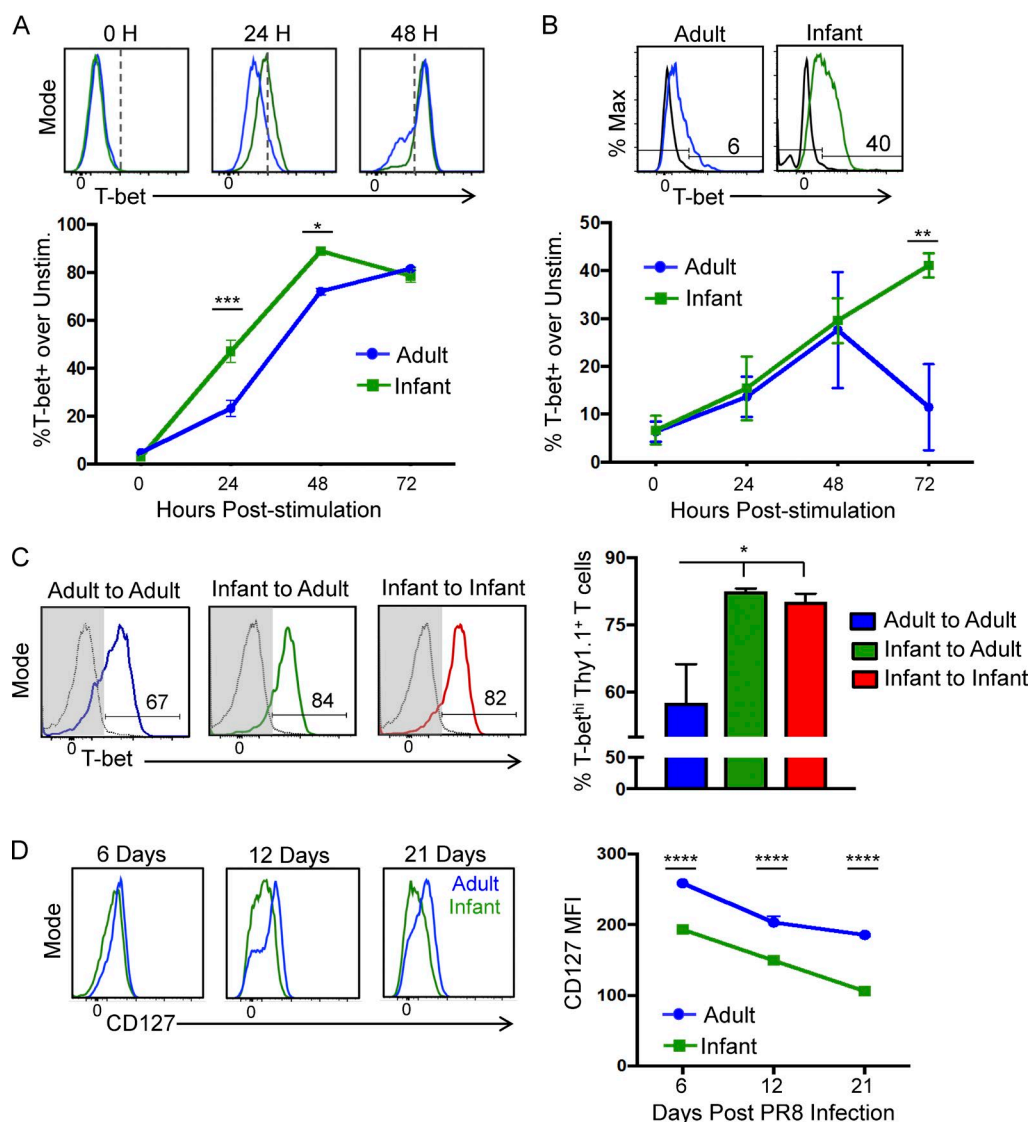 A
0 H
24 H
48 H
Mode
0
0
0
T-bet
%T-bet+ over Unstim.
100
80
60
40
20
0
***
*
Adult
Infant
0
24
48
72
Hours Post-stimulation
B
Adult
Infant
% Max
6
40
0
0
T-bet
% T-bet+ over Unstim.
50
40
30
20
10
0
**
Adult
Infant
0
24
48
72
Hours Post-stimulation
C
Adult to Adult
Infant to Adult
Infant to Infant
Mode
67
84
82
0
0
0
T-bet
% T-betʰⁱ Thy1.1⁺ T cells
90
75
60
50
0
*
Adult to Adult
Infant to Adult
Infant to Infant
D
6 Days
12 Days
21 Days
Mode
Adult
Infant
0
0
0
CD127
CD127 MFI
300
200
100
0
****
****
****
Adult
Infant
6
12
21
Days Post PR8 Infection